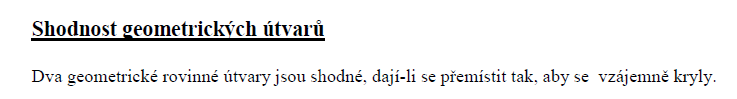 Shodnost geometrických útvarů
Dva geometrické rovinné útvary jsou shodné, dají-li se přemístit tak, aby se  vzájemně kryly.